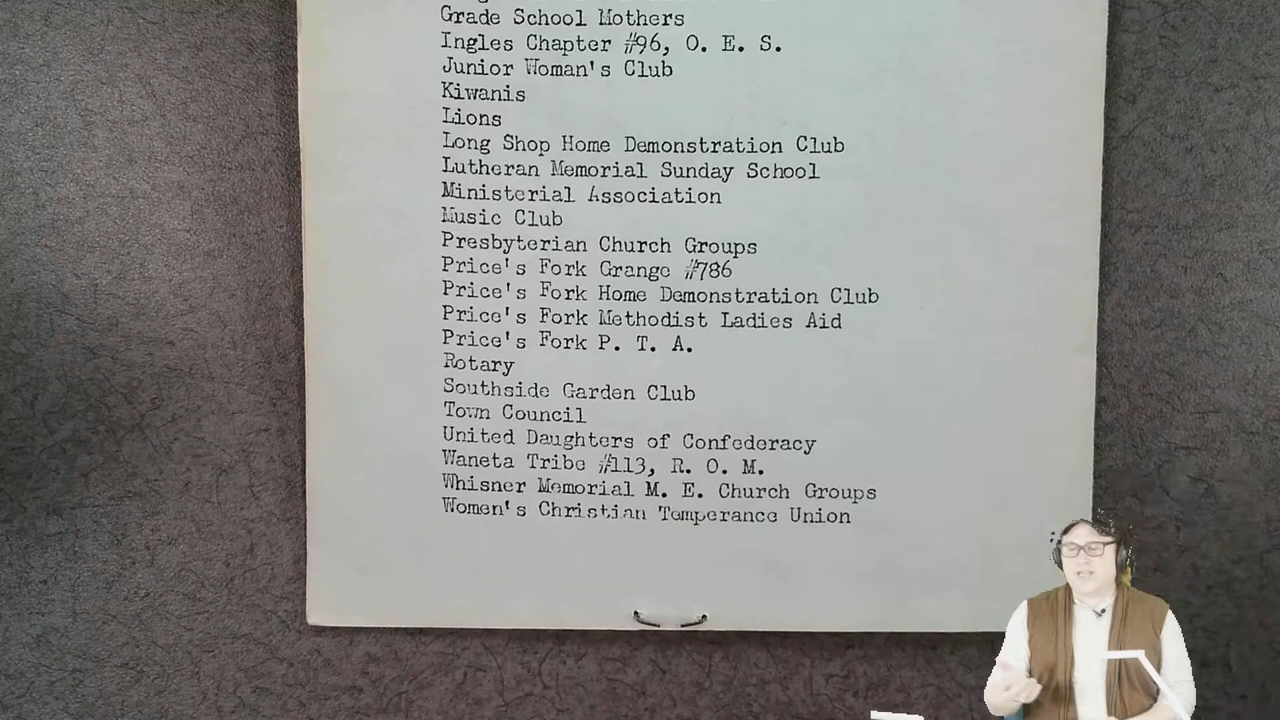 Grade School Mothers
Ingles Chapter #96, O. E. S.
Junior Woman's Club
Kiwanis
Lions
Long Shop Home Demonstration Club
Lutheran Memorial Sunday School
Ministerial Association
Music Club
Presbyterian Church Groups
Price's Fork Grange #786
Price's Fork Home Demonstration Club
Price's Fork Methodist Ladies Aid
Price's Fork P. T. A.
Rotary
Southside Garden Club
Town Council
United Daughters of Confederacy
Waneta Tribe #113, R. O. M.
Whisner Memorial M. E. Church Groups
Women's Christian Temperance Union